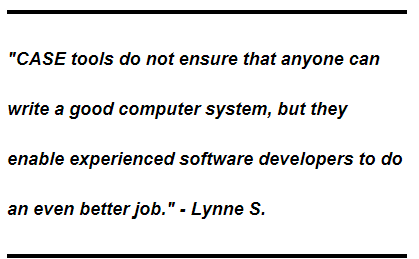 "CASE tools do not ensure that anyone can
write a good computer system, but they
enable experienced software developers to do
an even better job." - Lynne S.